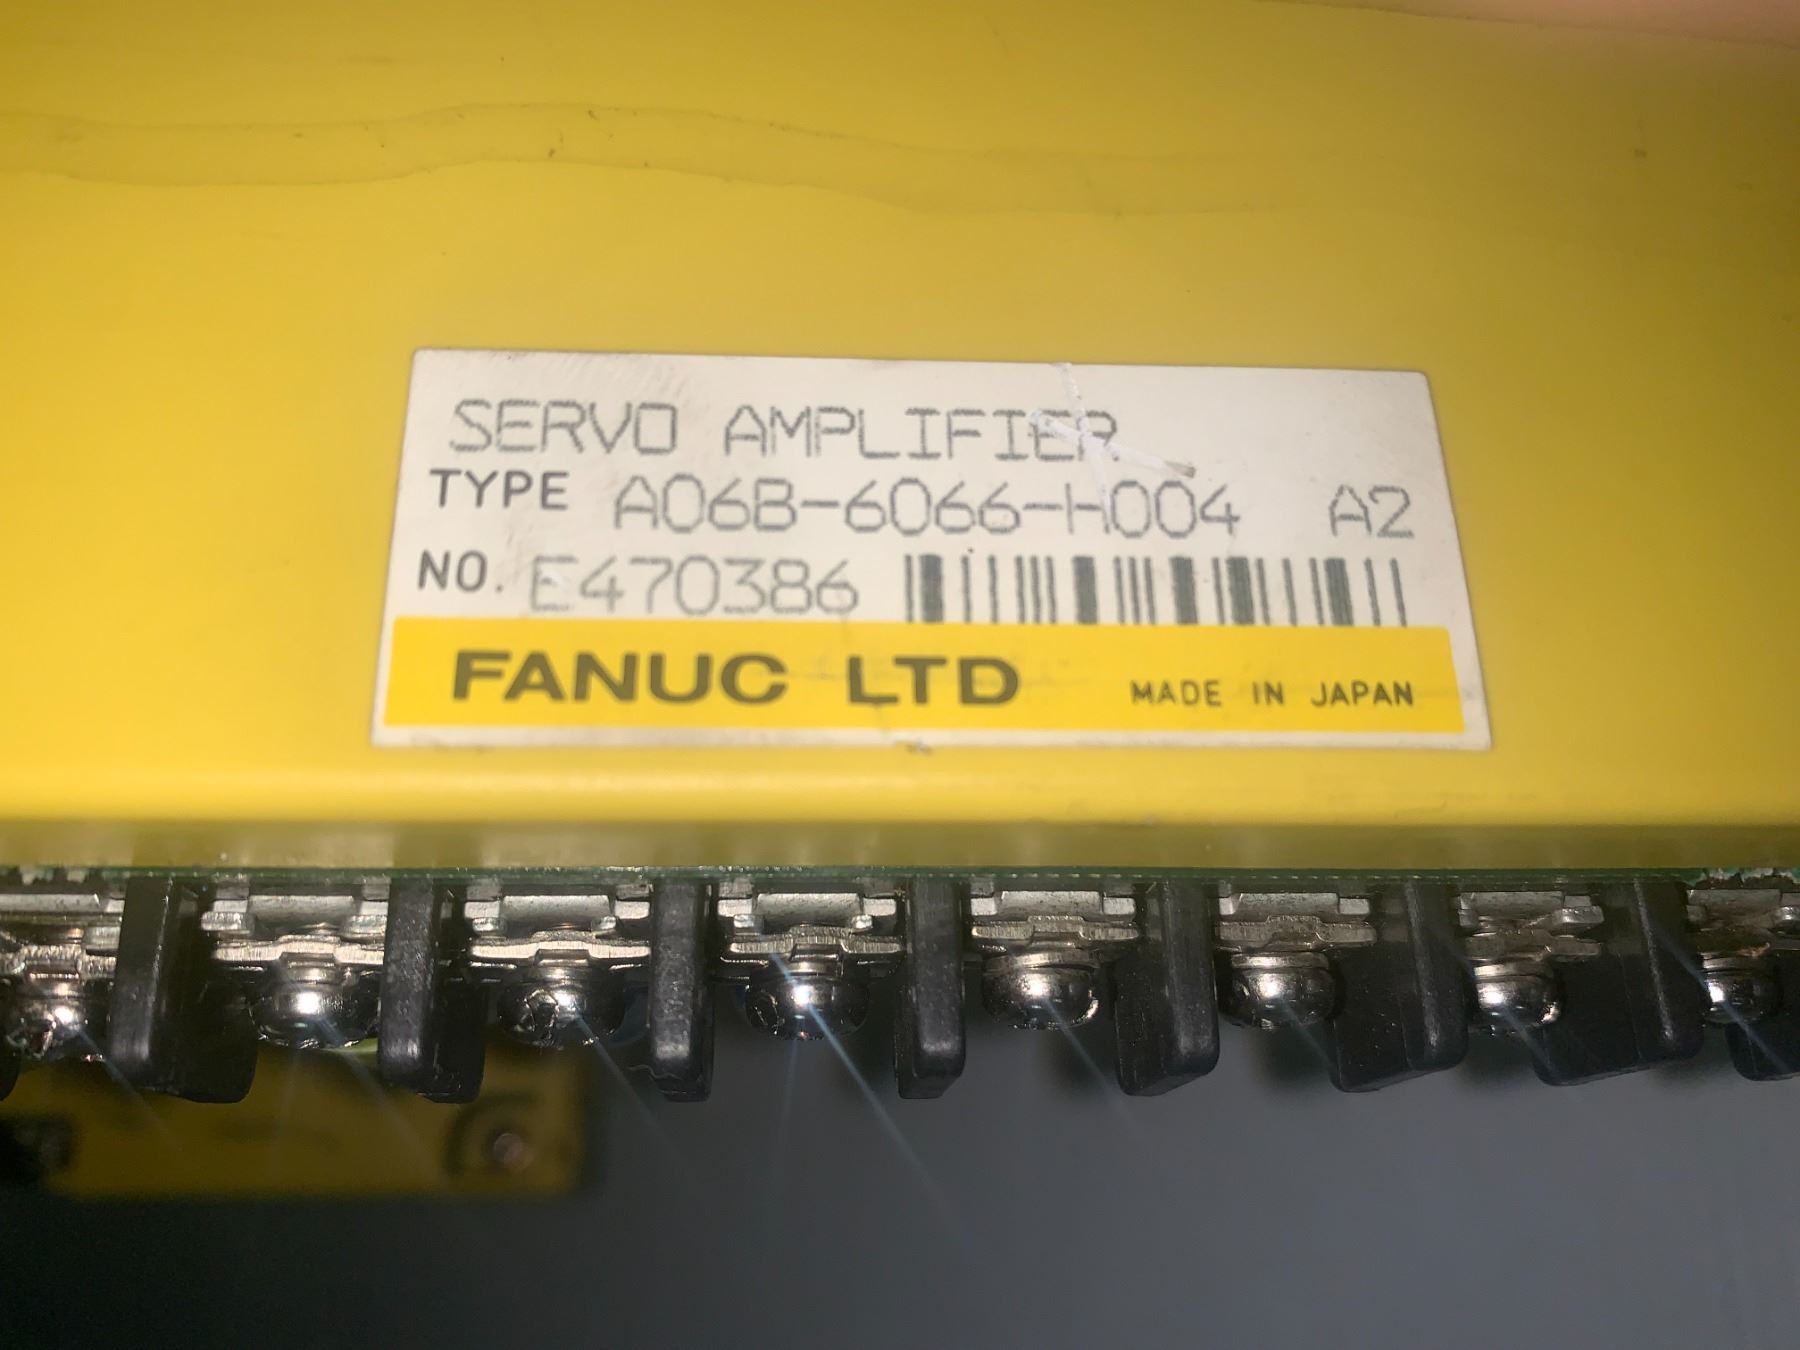 SERVO AMPLIFIER
TYPE A06B-6066-H004 A2
NO. E470386
FANUC LTD MADE IN JAPAN